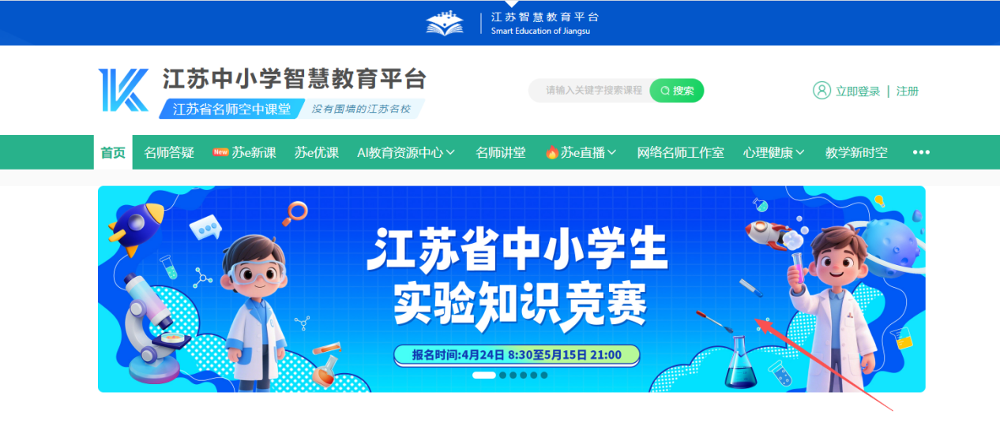 江苏智慧教育平台
Smart Education of Jiangsu
江苏中小学智慧教育平台
江苏省名师空中课堂 没有围墙的江苏名校
请输入关键字搜索课程 搜索
立即登录 | 注册
首页 名师答疑 New 苏e新课 苏e优课 AI教育资源中心 名师讲堂 苏e直播 网络名师工作室 心理健康 教学新时空 •••
江苏省中小学生
实验知识竞赛
报名时间:4月24日 8:30至5月15日 21:00